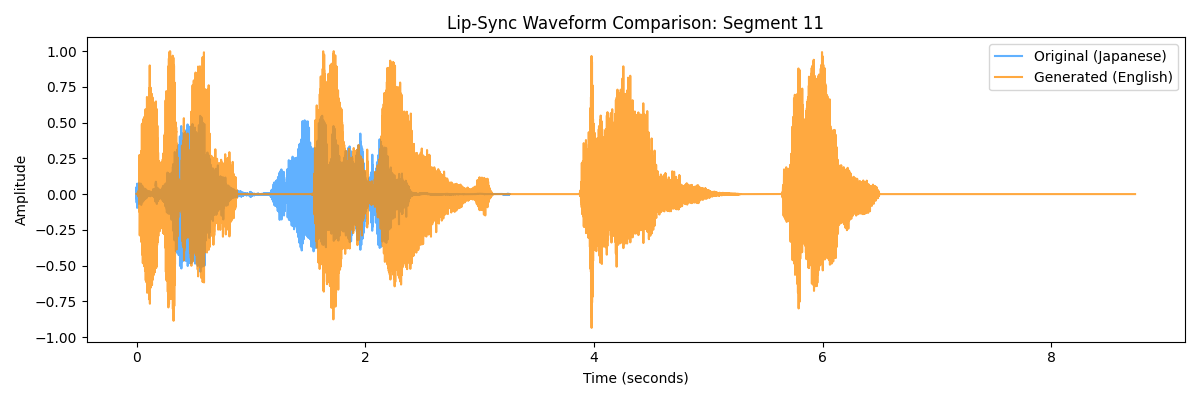 Lip-Sync Waveform Comparison: Segment 11
Original (Japanese)
Generated (English)
1.00
0.75
0.50
0.25
0.00
−0.25
−0.50
−0.75
−1.00
Amplitude
0 2 4 6 8
Time (seconds)